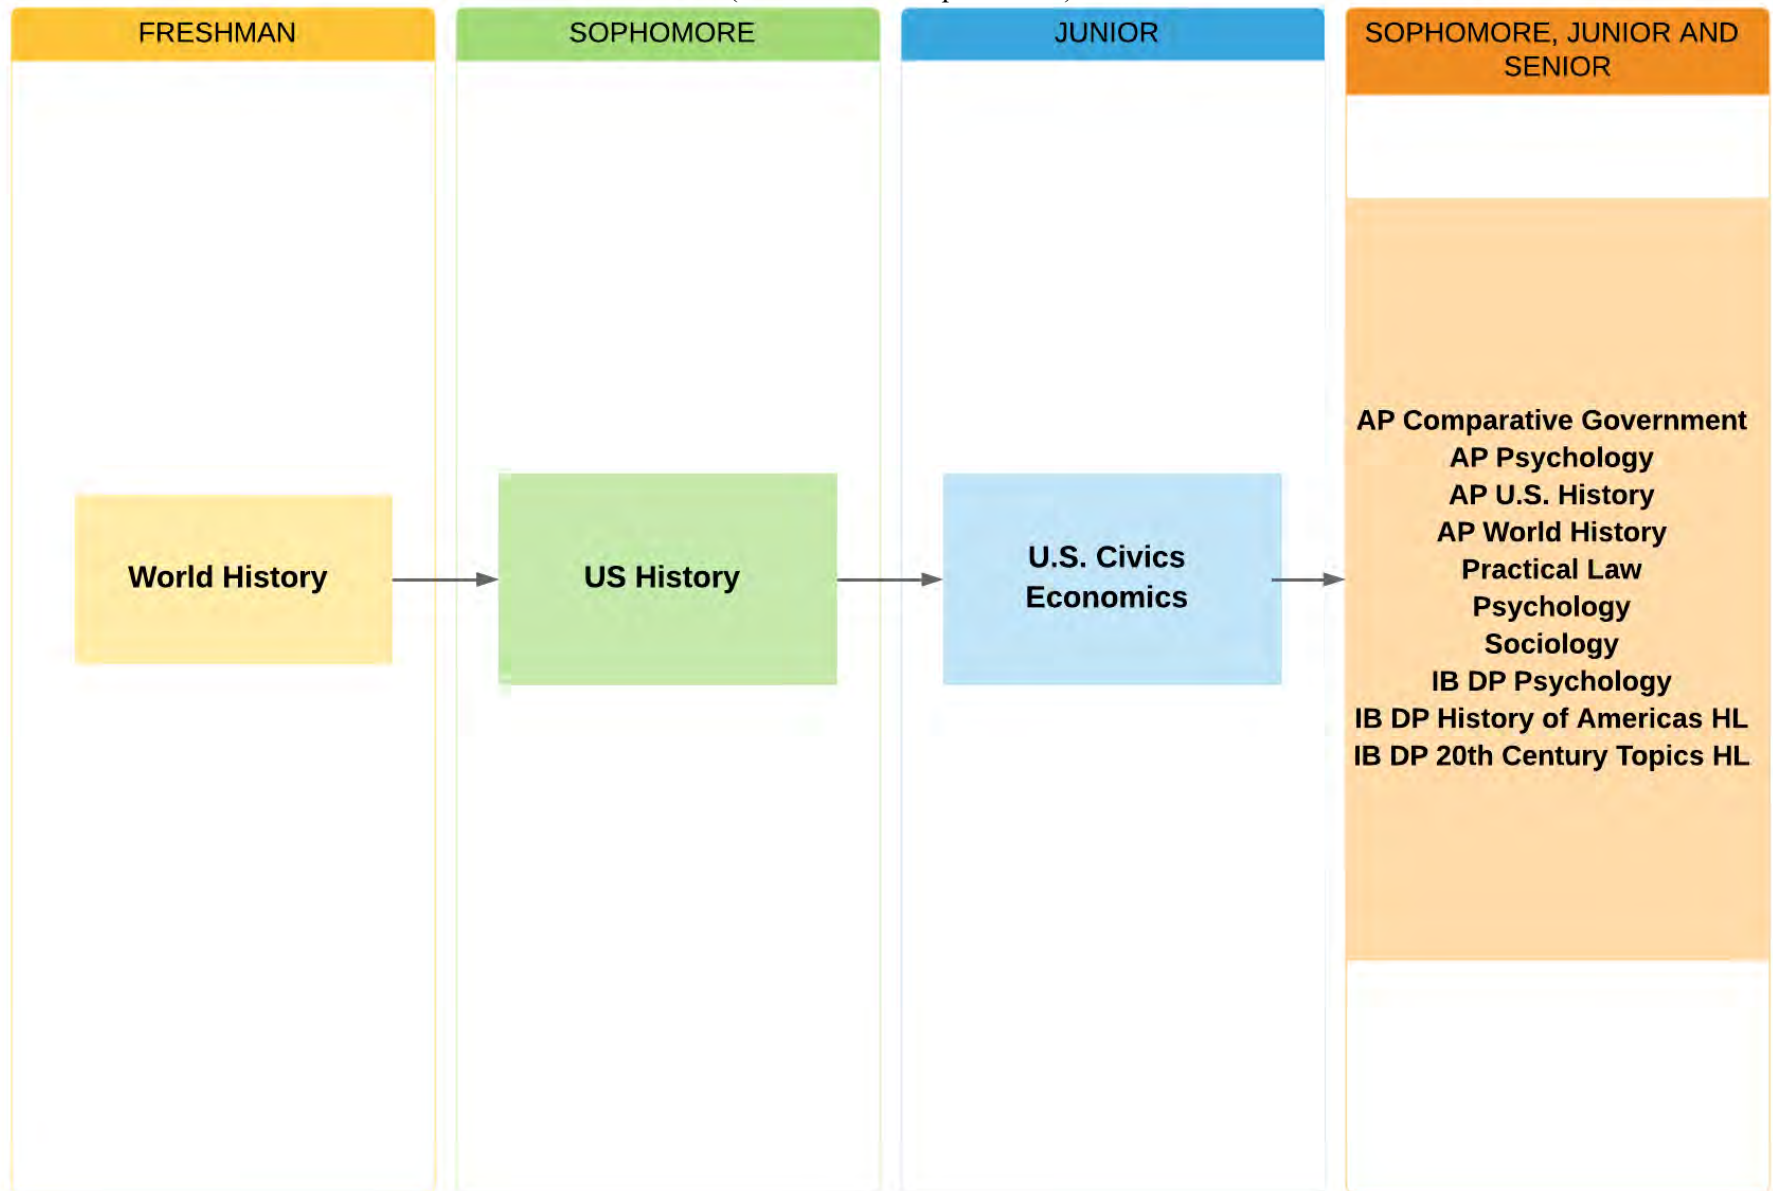 FRESHMAN
SOPHOMORE
JUNIOR
SOPHOMORE, JUNIOR AND
SENIOR
World History
US History
U.S. Civics
Economics
AP Comparative Government
AP Psychology
AP U.S. History
AP World History
Practical Law
Psychology
Sociology
IB DP Psychology
IB DP History of Americas HL
IB DP 20th Century Topics HL